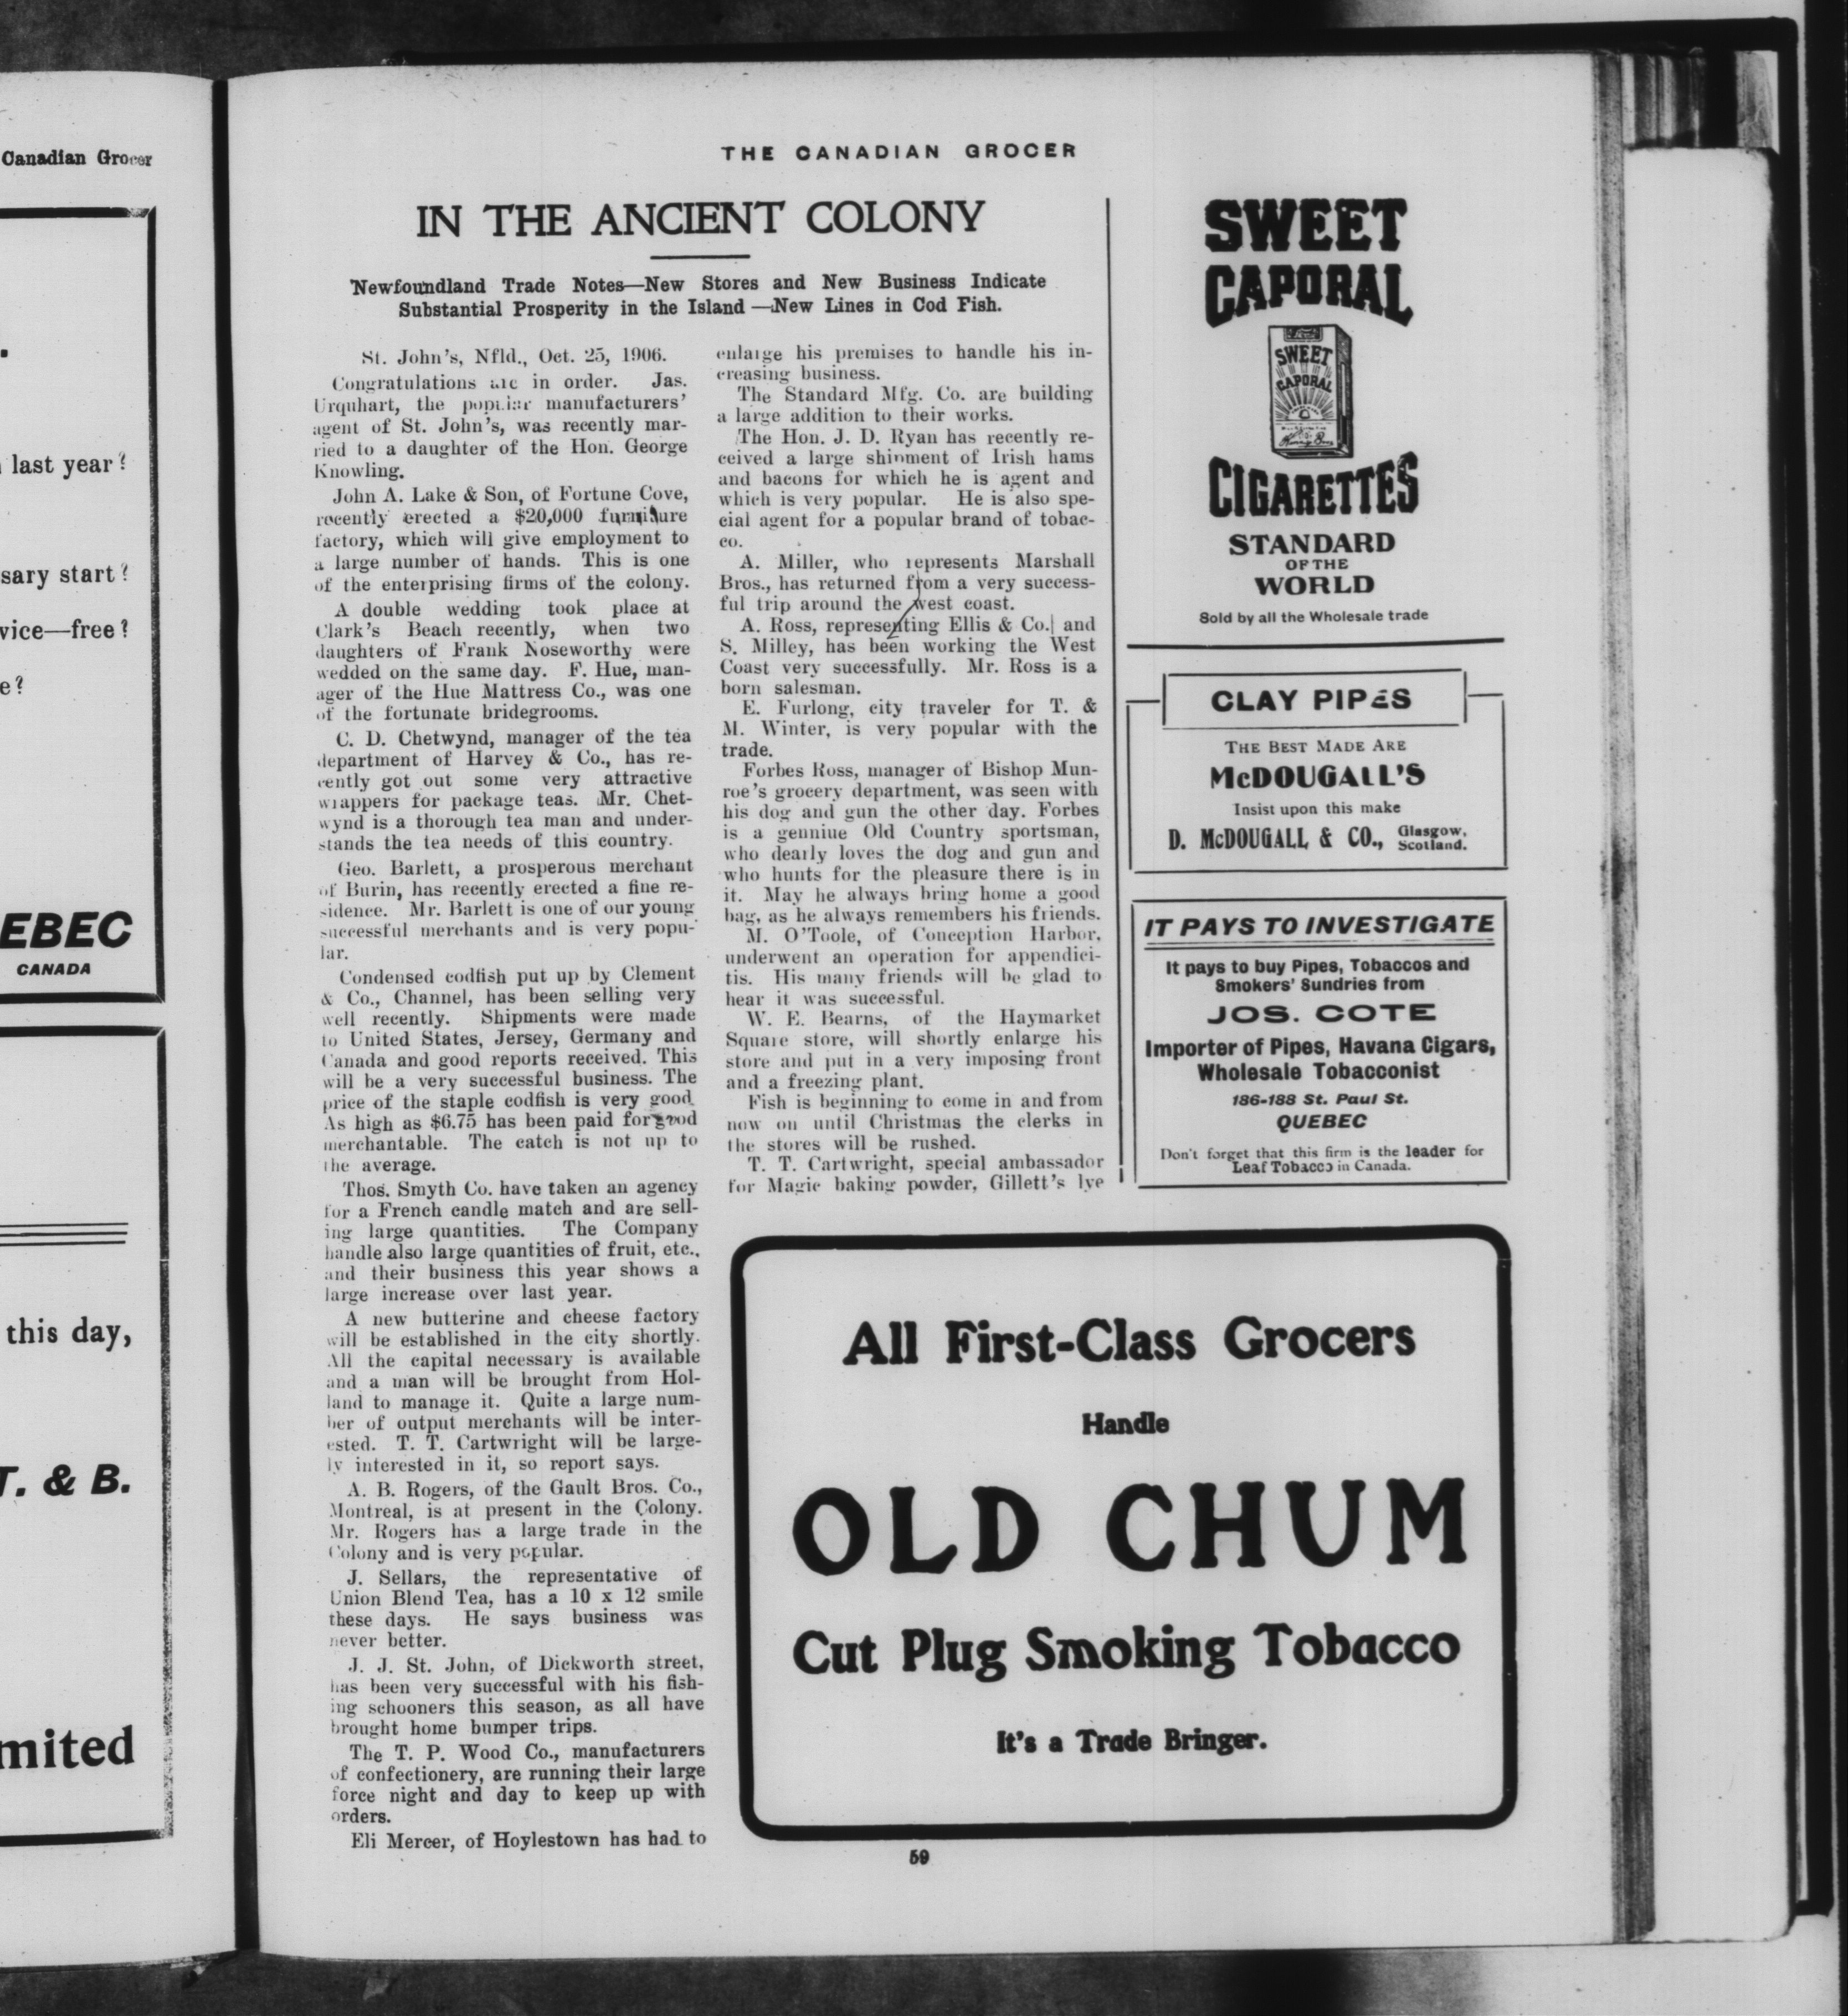 Canadian Grocer
last year?
sary start?
vice—free?
e?
EBEC
CANADA
this day,
T. & B.
mited
THE CANADIAN GROCER
IN THE ANCIENT COLONY
Newfoundland Trade Notes—New Stores and New Business Indicate
Substantial Prosperity in the Island—New Lines in Cod Fish.
St. John's, Nfld., Oct. 25, 1906.
Congratulations are in order. Jas.
Urquhart, the popular manufacturers'
agent of St. John's, was recently mar-
ried to a daughter of the Hon. George
Knowling.
John A. Lake & Son, of Fortune Cove,
recently erected a $20,000 furniture
factory, which will give employment to
a large number of hands. This is one
of the enterprising firms of the colony.
A double wedding took place at
Clark's Beach recently, when two
daughters of Frank Noseworthy were
wedded on the same day. F. Hue, man-
ager of the Hue Mattress Co., was one
of the fortunate bridegrooms.
C. D. Chetwynd, manager of the tea
department of Harvey & Co., has re-
cently got out some very attractive
wrappers for package teas. Mr. Chet-
wynd is a thorough tea man and under-
stands the tea needs of this country.
Geo. Barlett, a prosperous merchant
of Burin, has recently erected a fine re-
sidence. Mr. Barlett is one of our young
successful merchants and is very popu-
lar.
Condensed codfish put up by Clement
& Co., Channel, has been selling very
well recently. Shipments were made
to United States, Jersey, Germany and
Canada and good reports received. This
will be a very successful business. The
price of the staple codfish is very good.
As high as $6.75 has been paid for good
merchantable. The catch is not up to
the average.
Thos. Smyth Co. have taken an agency
for a French candle match and are sell-
ing large quantities. The Company
handle also large quantities of fruit, etc.,
and their business this year shows a
large increase over last year.
A new butterine and cheese factory
will be established in the city shortly.
All the capital necessary is available
and a man will be brought from Hol-
land to manage it. Quite a large num-
ber of output merchants will be inter-
ested. T. T. Cartwright will be large-
ly interested in it, so report says.
A. B. Rogers, of the Gault Bros. Co.,
Montreal, is at present in the Colony.
Mr. Rogers has a large trade in the
Colony and is very popular.
J. Sellars, the representative of
Union Blend Tea, has a 10 x 12 smile
these days. He says business was
never better.
J. J. St. John, of Dickworth street,
has been very successful with his fish-
ing schooners this season, as all have
brought home bumper trips.
The T. P. Wood Co., manufacturers
of confectionery, are running their large
force night and day to keep up with
orders.
Eli Mercer, of Hoylestown has had to
enlarge his premises to handle his in-
creasing business.
The Standard Mfg. Co. are building
a large addition to their works.
The Hon. J. D. Ryan has recently re-
ceived a large shipment of Irish hams
and bacons for which he is agent and
which is very popular. He is also spe-
cial agent for a popular brand of tobac-
co.
A. Miller, who represents Marshall
Bros., has returned from a very success-
ful trip around the west coast.
A. Ross, representing Ellis & Co. and
S. Milley, has been working the West
Coast very successfully. Mr. Ross is a
born salesman.
E. Furlong, city traveler for T. &
M. Winter, is very popular with the
trade.
Forbes Ross, manager of Bishop Mun-
roe's grocery department, was seen with
his dog and gun the other day. Forbes
is a genniue Old Country sportsman,
who dearly loves the dog and gun and
who hunts for the pleasure there is in
it. May he always bring home a good
bag, as he always remembers his friends.
M. O'Toole, of Conception Harbor,
underwent an operation for appendici-
tis. His many friends will be glad to
hear it was successful.
W. E. Bearns, of the Haymarket
Square store, will shortly enlarge his
store and put in a very imposing front
and a freezing plant.
Fish is beginning to come in and from
now on until Christmas the clerks in
the stores will be rushed.
T. T. Cartwright, special ambassador
for Magic baking powder, Gillett's lye
SWEET
CAPORAL
SWEET
CAPORAL
CIGARETTES
STANDARD
OF THE
WORLD
Sold by all the Wholesale trade
CLAY PIPES
THE BEST MADE ARE
McDOUGALL'S
Insist upon this make
D. McDOUGALL & CO., Glasgow,
Scotland.
IT PAYS TO INVESTIGATE
It pays to buy Pipes, Tobaccos and
Smokers' Sundries from
JOS. COTE
Importer of Pipes, Havana Cigars,
Wholesale Tobacconist
186-188 St. Paul St.
QUEBEC
Don't forget that this firm is the leader for
Leaf Tobacco in Canada.
All First-Class Grocers
Handle
OLD CHUM
Cut Plug Smoking Tobacco
It's a Trade Bringer.
59